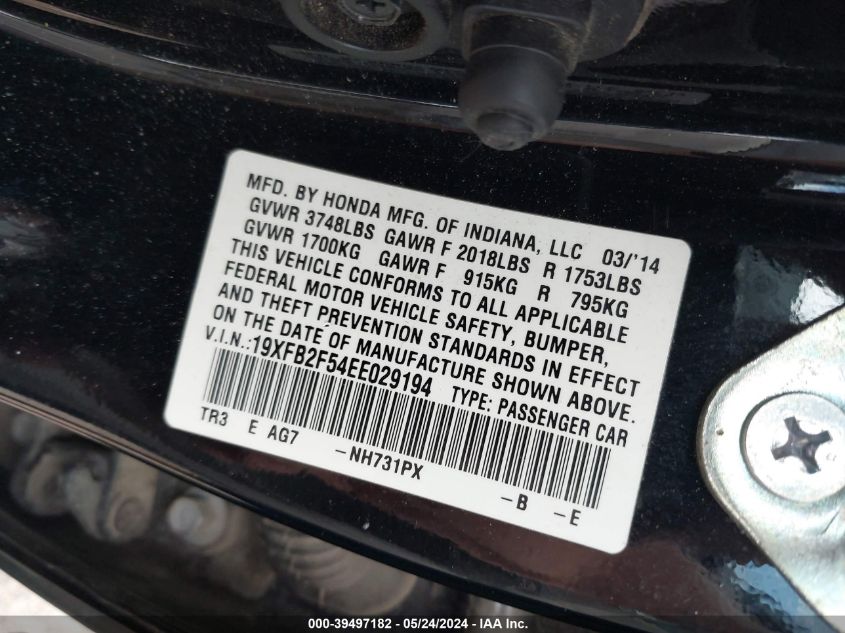 MFD. BY HONDA MFG. OF INDIANA, LLC 03/'14
GVWR 3748LBS GAWR F 2018LBS R 1753LBS
GVWR 1700KG GAWR F 915KG R 795KG
THIS VEHICLE CONFORMS TO ALL APPLICABLE
FEDERAL MOTOR VEHICLE SAFETY, BUMPER,
AND THEFT PREVENTION STANDARDS IN EFFECT
ON THE DATE OF MANUFACTURE SHOWN ABOVE.
V.I.N.:19XFB2F54EE029194 TYPE: PASSENGER CAR
TR3 E AG7 -NH731PX -B -E
000-39497182 - 05/24/2024 - IAA Inc.